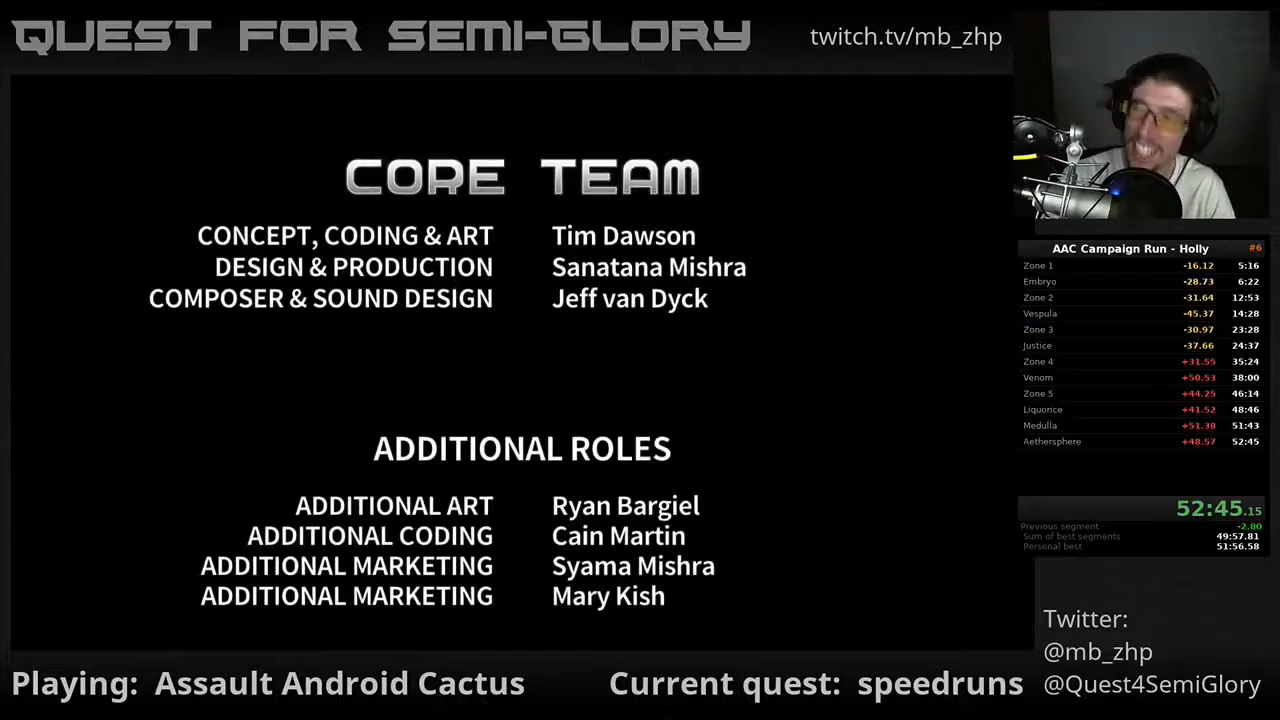 QUEST FOR SEMI-GLORY
twitch.tv/mb_zhp
CORE TEAM
CONCEPT, CODING & ART Tim Dawson
DESIGN & PRODUCTION Sanatana Mishra
COMPOSER & SOUND DESIGN Jeff van Dyck
ADDITIONAL ROLES
ADDITIONAL ART Ryan Bargiel
ADDITIONAL CODING Cain Martin
ADDITIONAL MARKETING Syama Mishra
ADDITIONAL MARKETING Mary Kish
AAC Campaign Run - Holly #6
Zone 1 -16.12 5:16
Embryo -28.73 6:22
Zone 2 -31.64 12:53
Vespula -45.37 14:28
Zone 3 -30.97 23:28
Justice -37.66 24:37
Zone 4 +31.55 35:24
Venom +50.53 38:00
Zone 5 +44.25 46:14
Liquorice +41.52 48:46
Medulla +51.38 51:43
Aethersphere +48.57 52:45
52:45.15
Previous segment -2.80
Sum of best segments 49:57.81
Personal best 51:56.58
Twitter:
@mb_zhp
@Quest4SemiGlory
Playing: Assault Android Cactus
Current quest: speedruns